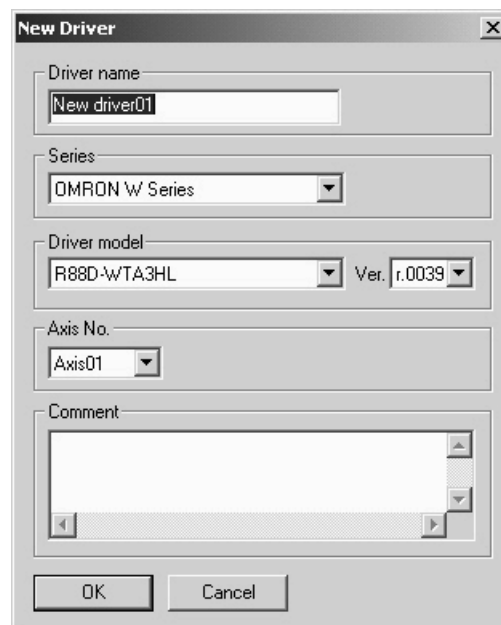 New Driver
Driver name
New driver01
Series
OMRON W Series
Driver model
R88D-WTA3HL Ver. r.0039
Axis No.
Axis01
Comment
OK Cancel